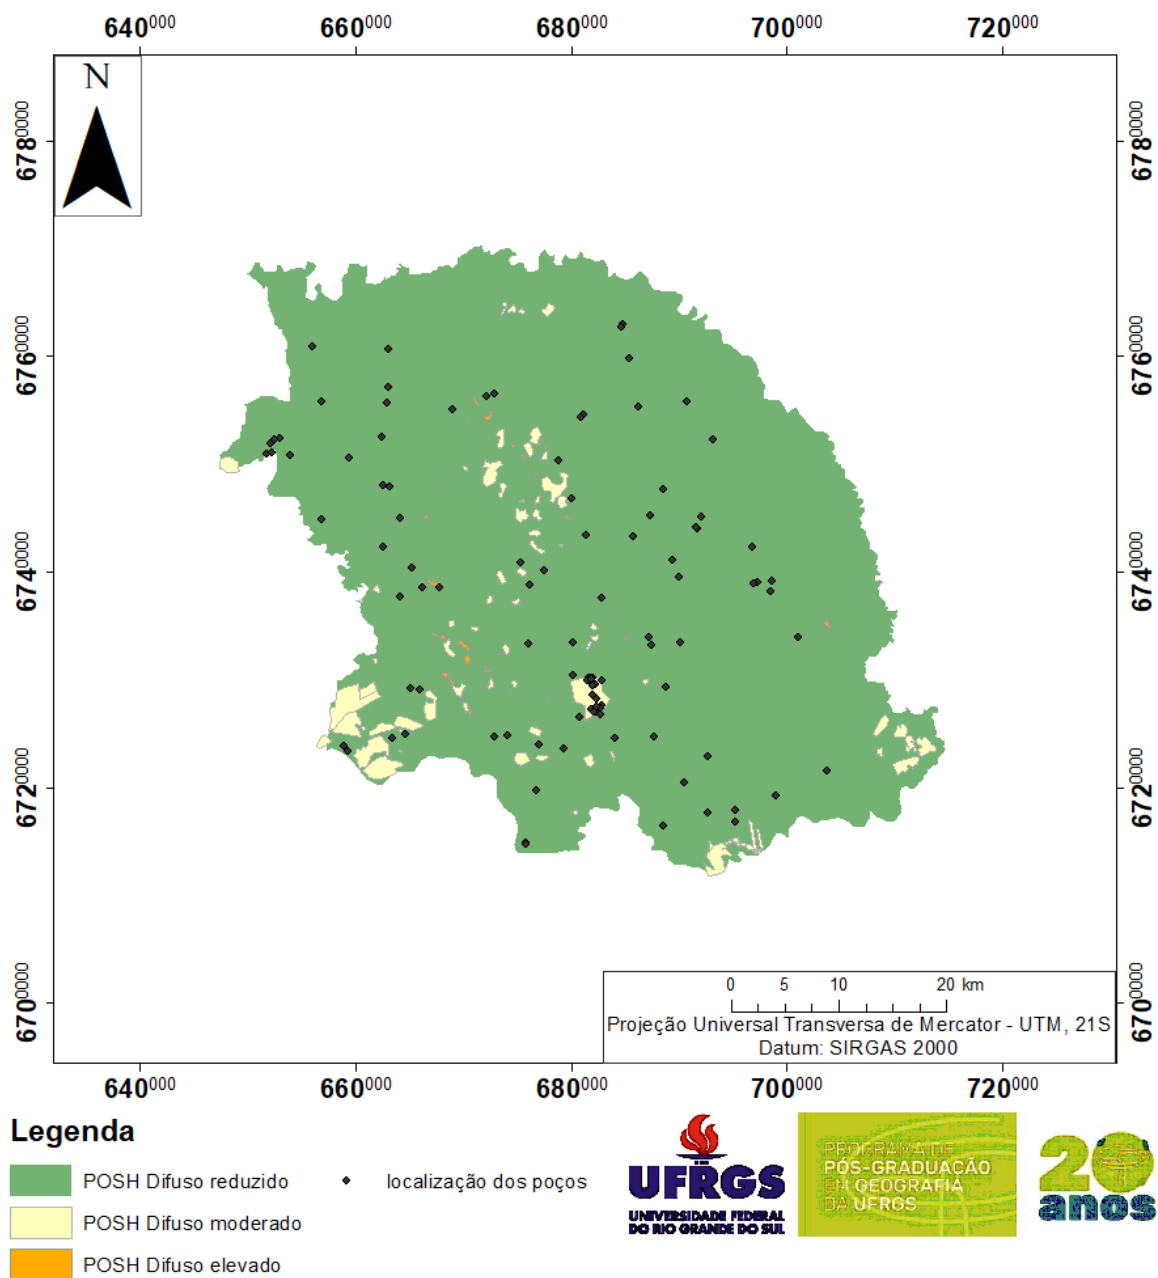 640000 660000 680000 700000 720000
N
6780000 6780000
6760000 6760000
6740000 6740000
6720000 6720000
6700000 6700000
0 5 10 20 km
Projeção Universal Transversa de Mercator - UTM, 21S
Datum: SIRGAS 2000
640000 660000 680000 700000 720000
Legenda
POSH Difuso reduzido
localização dos poços
POSH Difuso moderado
POSH Difuso elevado
UFRGS
UNIVERSIDADE FEDERAL
DO RIO GRANDE DO SUL
PROGRAMA DE
PÓS-GRADUAÇÃO
EM GEOGRAFIA
DA UFRGS
20
anos